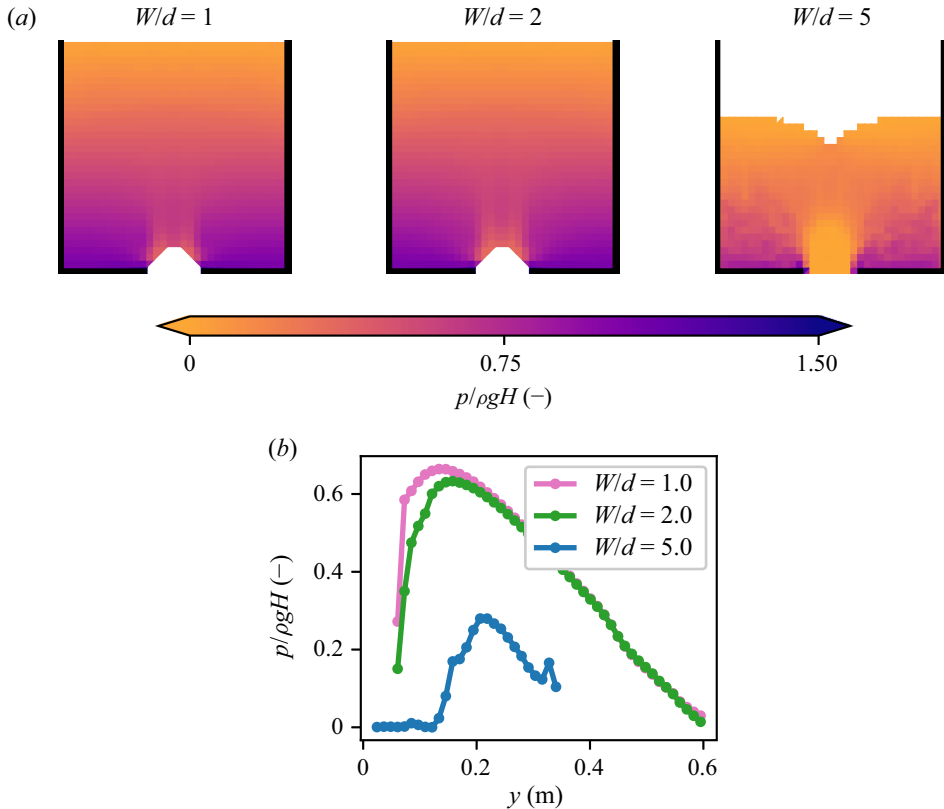 (a)
W/d = 1
W/d = 2
W/d = 5
0
0.75
1.50
p/ρgH (–)
(b)
W/d = 1.0
W/d = 2.0
W/d = 5.0
0.6
0.4
0.2
0
p/ρgH (–)
0
0.2
0.4
0.6
y (m)